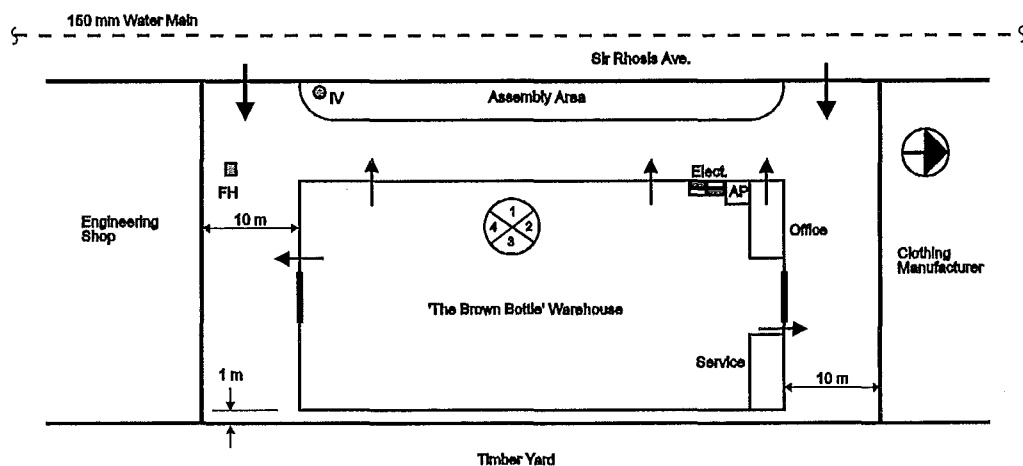 150 mm Water Main
Sir Rhosis Ave.
IV
Assembly Area
FH
Elect.
AP
10 m
Engineering
Shop
1
4 2
3
Office
Clothing
Manufacturer
'The Brown Bottle' Warehouse
Service
1 m
10 m
Timber Yard